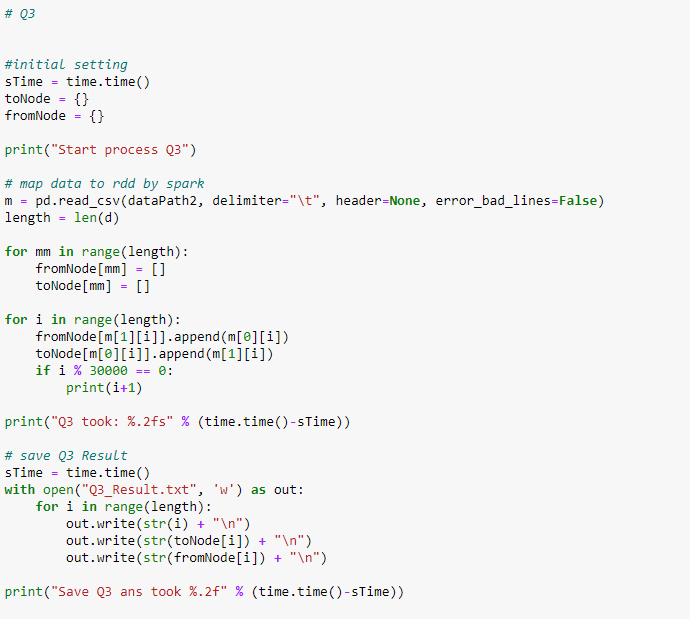 # Q3
#initial setting
sTime = time.time()
toNode = {}
fromNode = {}
print("Start process Q3")
# map data to rdd by spark
m = pd.read_csv(dataPath2, delimiter="\t", header=None, error_bad_lines=False)
length = len(d)
for mm in range(length):
    fromNode[mm] = []
    toNode[mm] = []
for i in range(length):
    fromNode[m[1][i]].append(m[0][i])
    toNode[m[0][i]].append(m[1][i])
    if i % 30000 == 0:
        print(i+1)
print("Q3 took: %.2fs" % (time.time()-sTime))
# save Q3 Result
sTime = time.time()
with open("Q3_Result.txt", 'w') as out:
    for i in range(length):
        out.write(str(i) + "\n")
        out.write(str(toNode[i]) + "\n")
        out.write(str(fromNode[i]) + "\n")
print("Save Q3 ans took %.2f" % (time.time()-sTime))